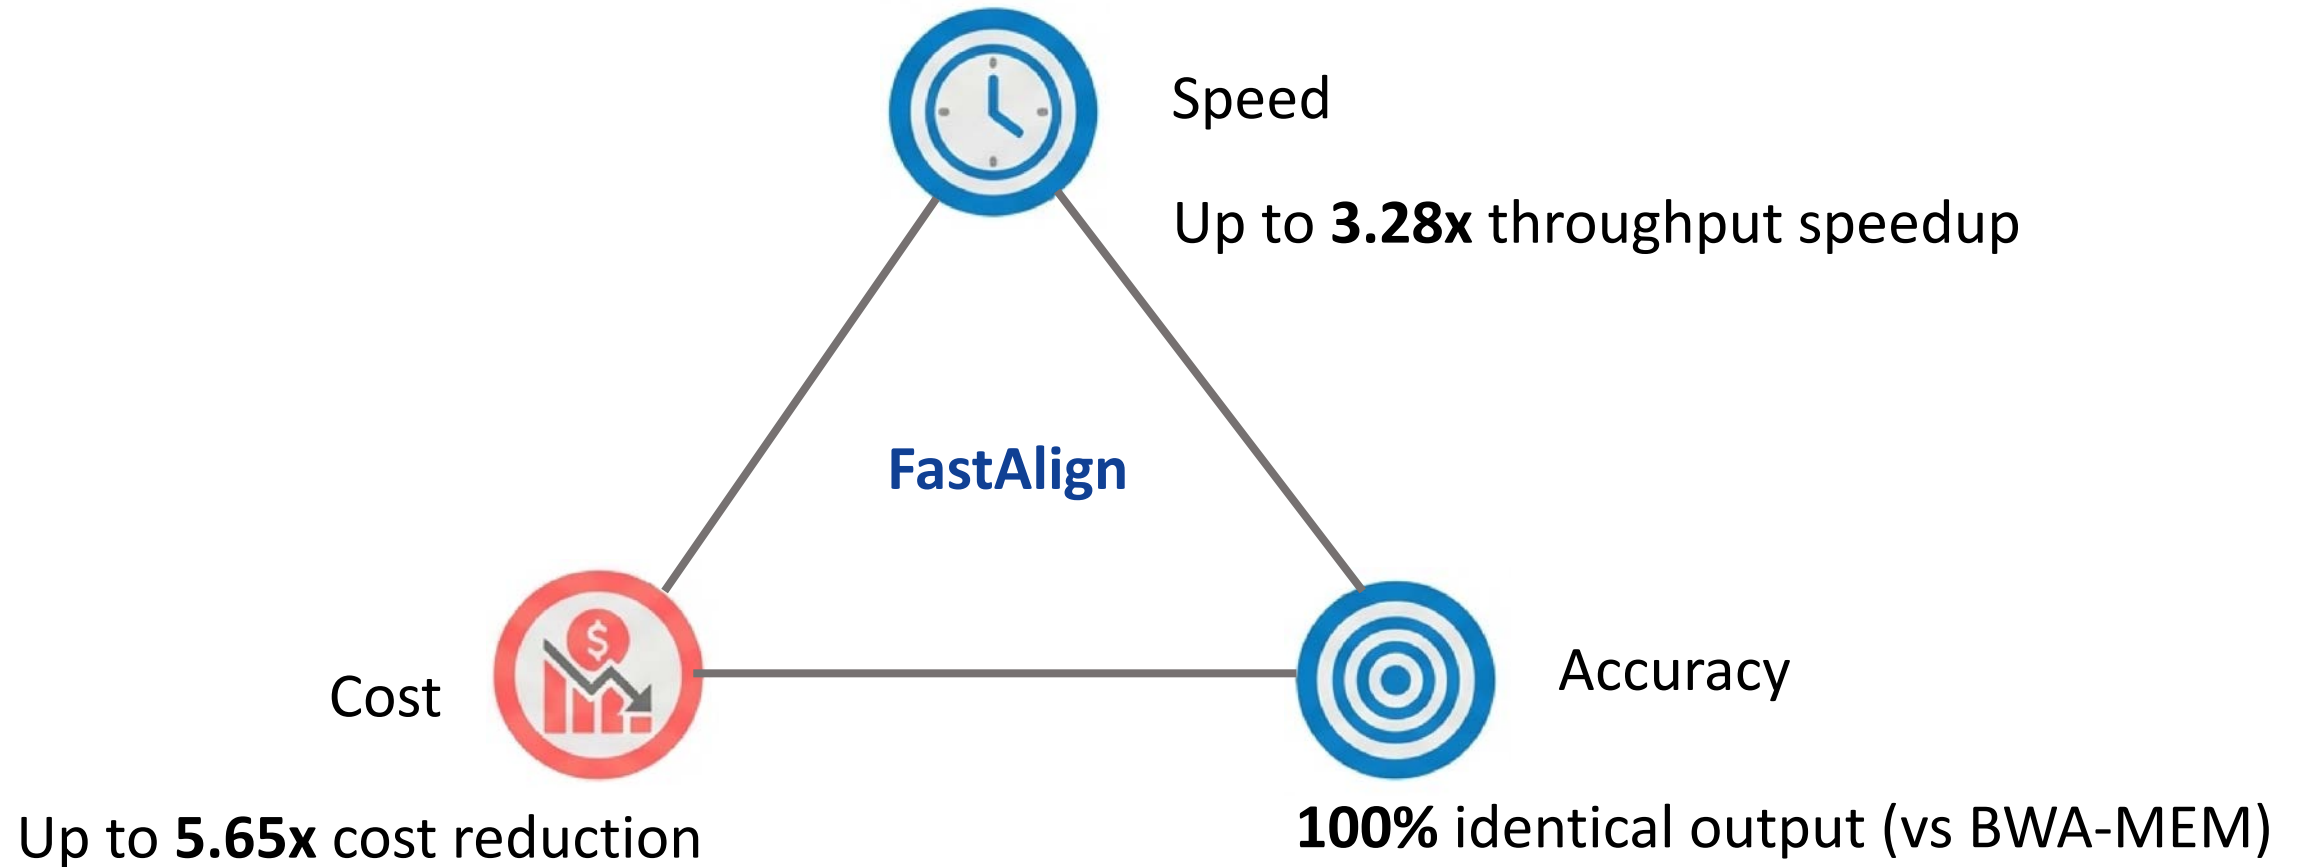 Speed
Up to 3.28x throughput speedup
FastAlign
$
Cost
Accuracy
Up to 5.65x cost reduction
100% identical output (vs BWA-MEM)